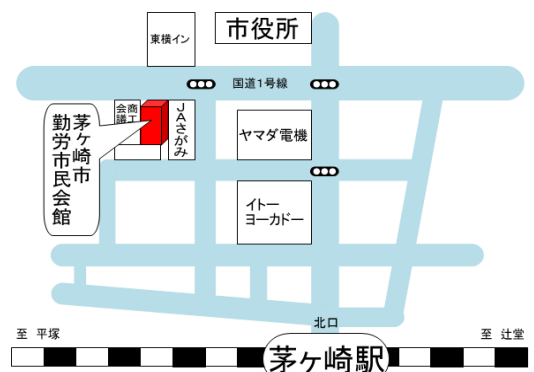 東横イン
市役所
国道1号線
商工
会議
JAさがみ
茅ヶ崎市
勤労市民会館
ヤマダ電機
イトー
ヨーカドー
北口
至 平塚
至 辻堂
茅ヶ崎駅